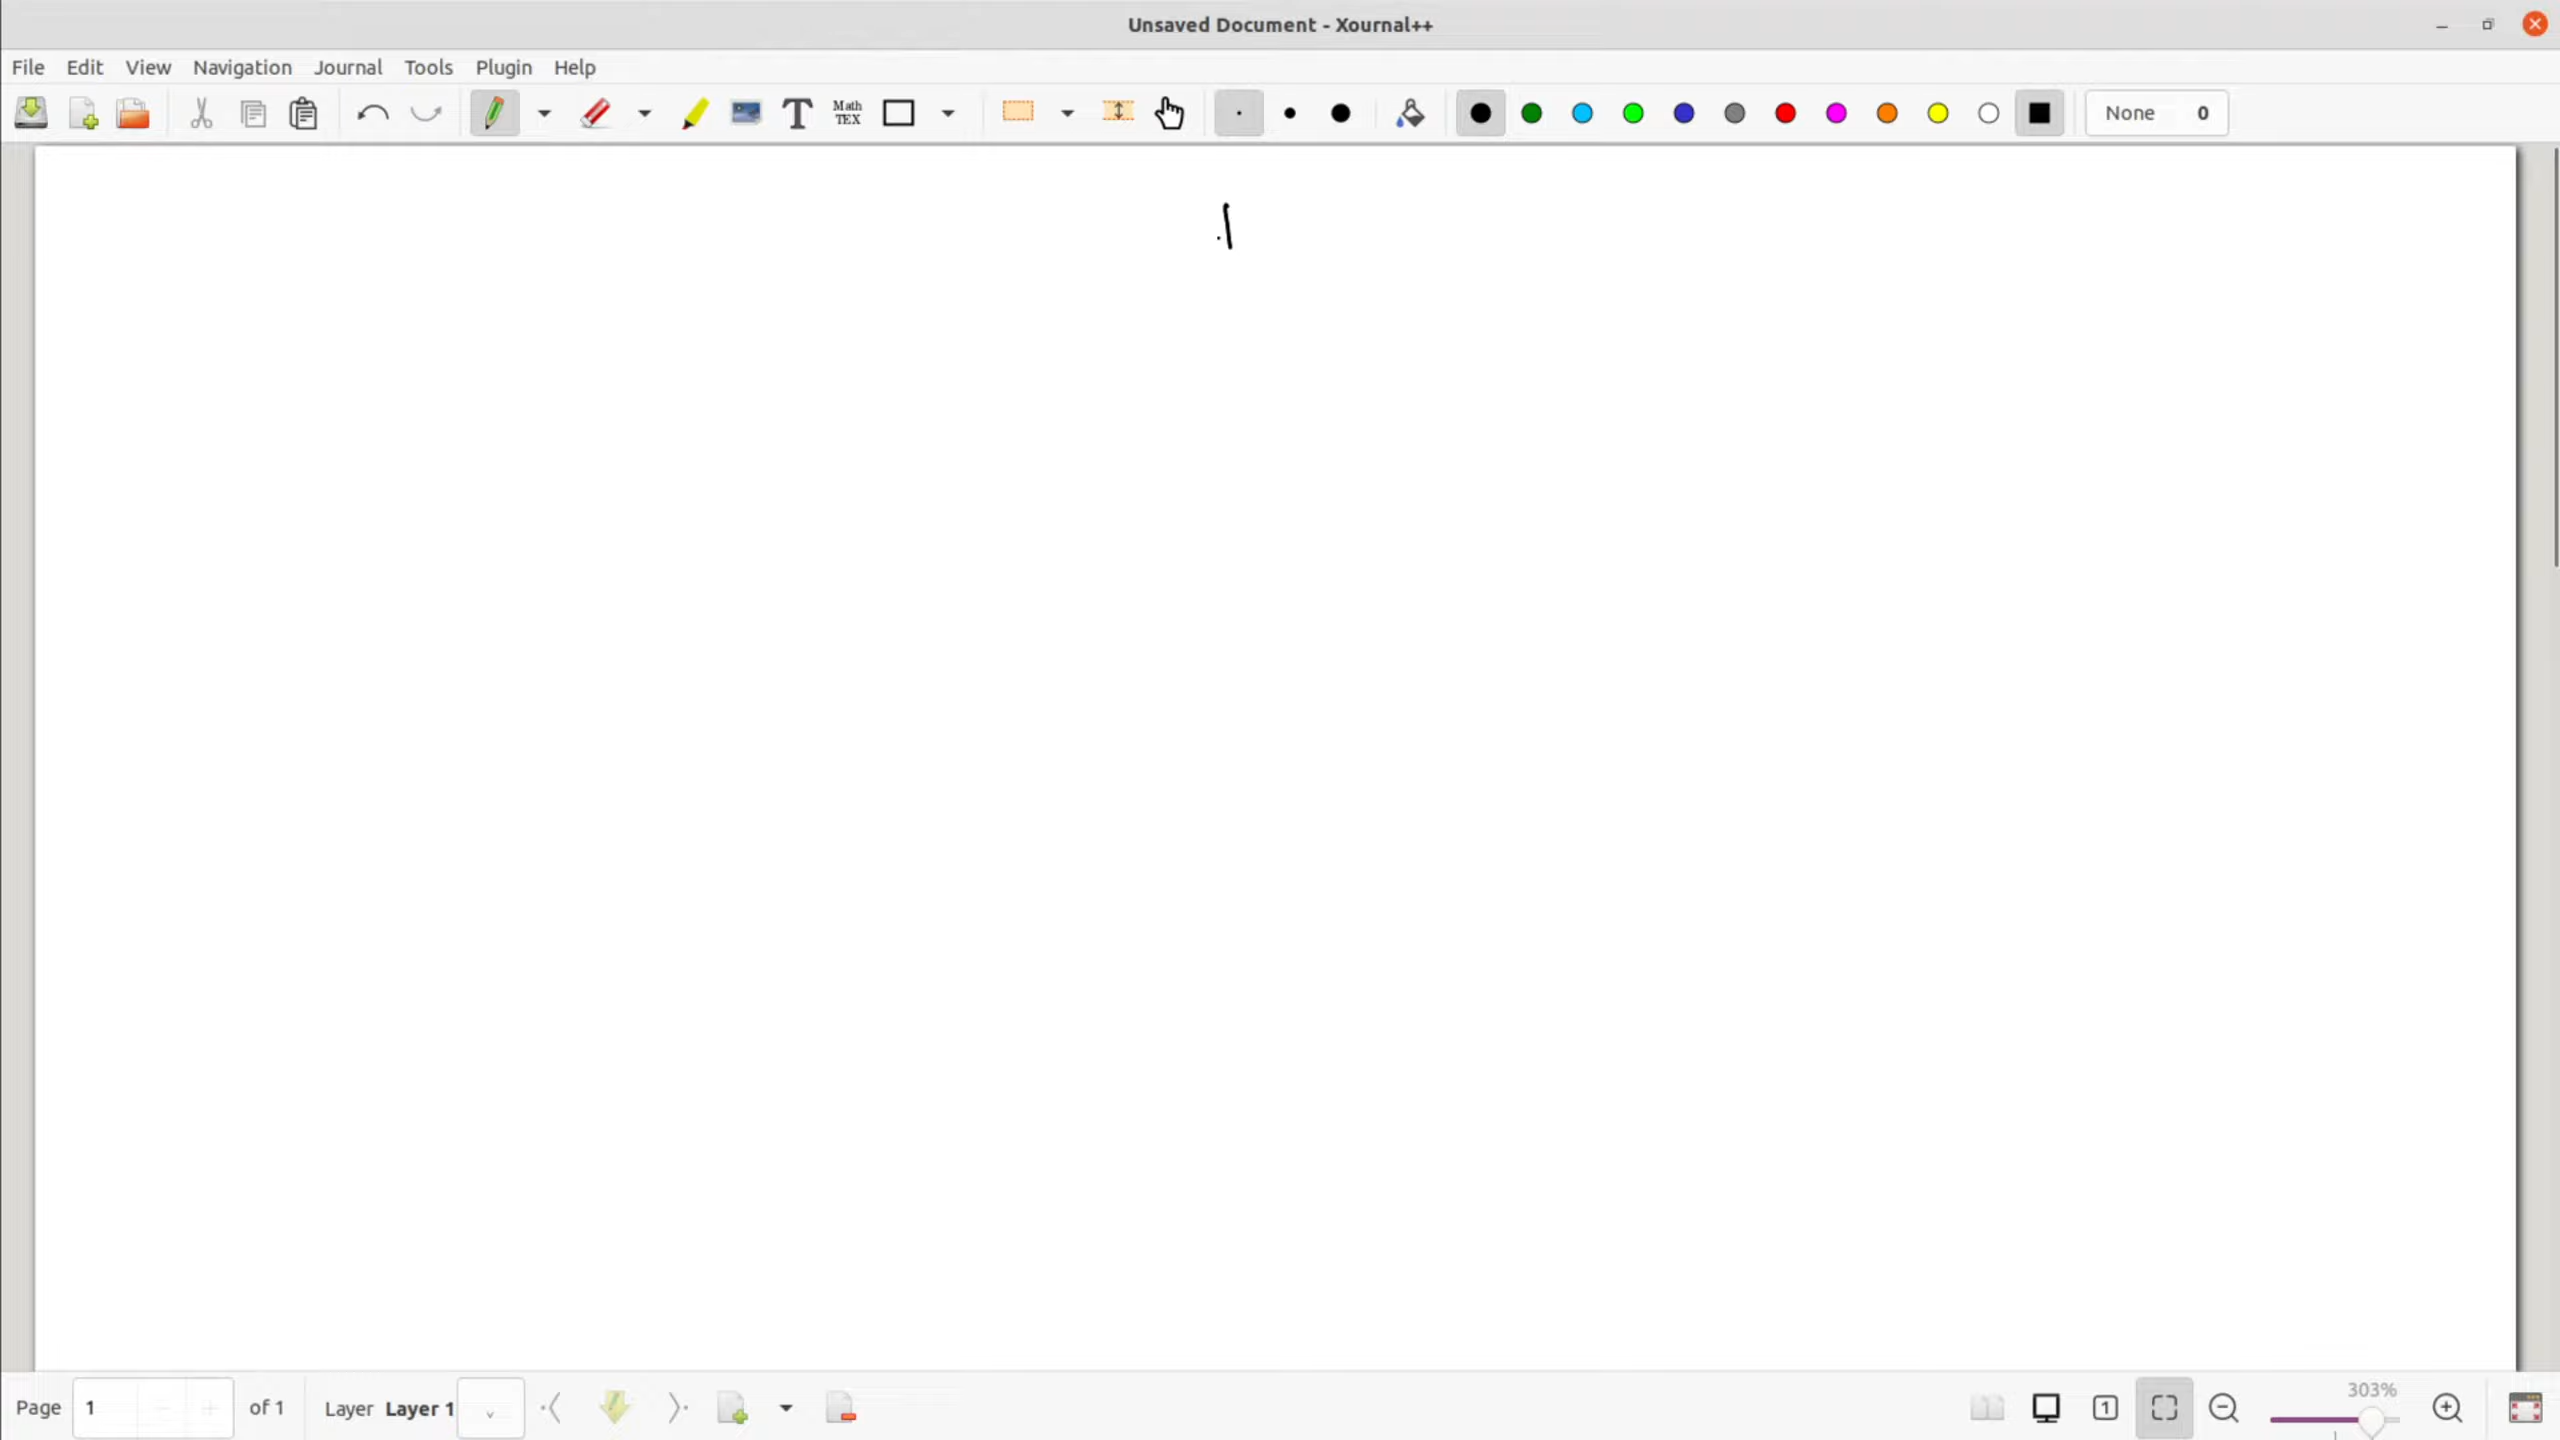 Unsaved Document - Xournal++
File Edit View Navigation Journal Tools Plugin Help
Math
TEX
None 0
Page 1 of 1 Layer Layer 1
1
303%